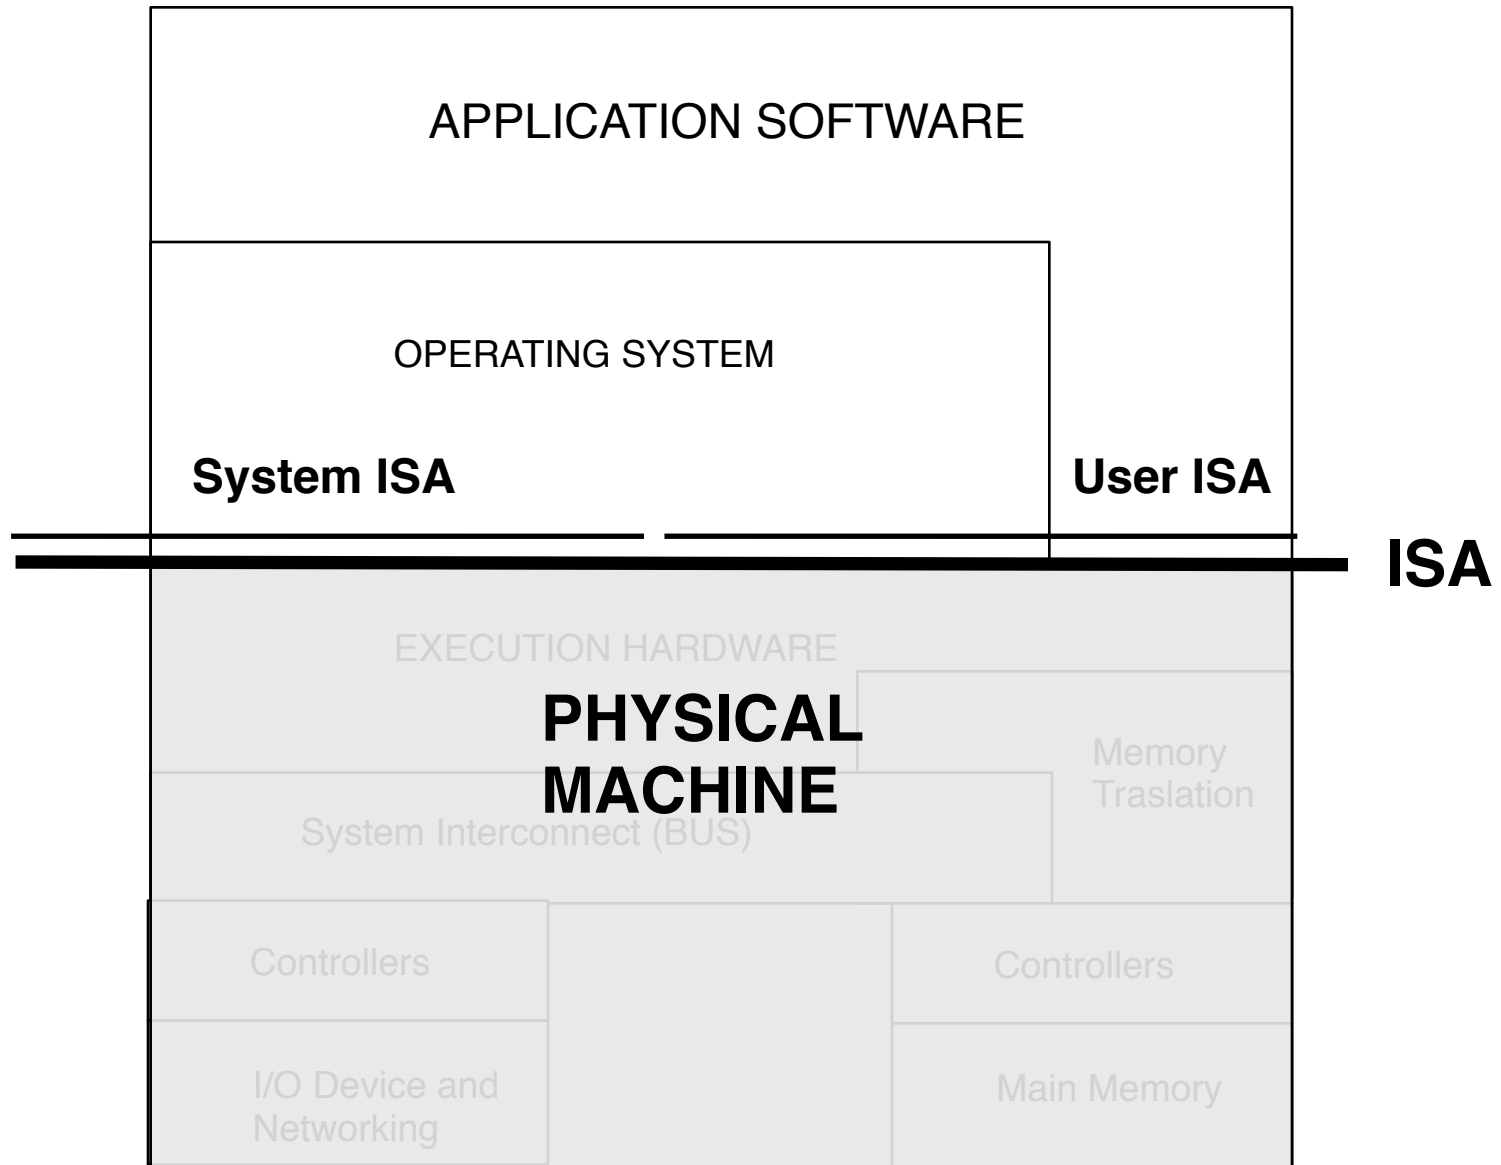 APPLICATION SOFTWARE
OPERATING SYSTEM
System ISA
User ISA
ISA
EXECUTION HARDWARE
PHYSICAL
MACHINE
Memory
Traslation
System Interconnect (BUS)
Controllers
Controllers
I/O Device and
Networking
Main Memory